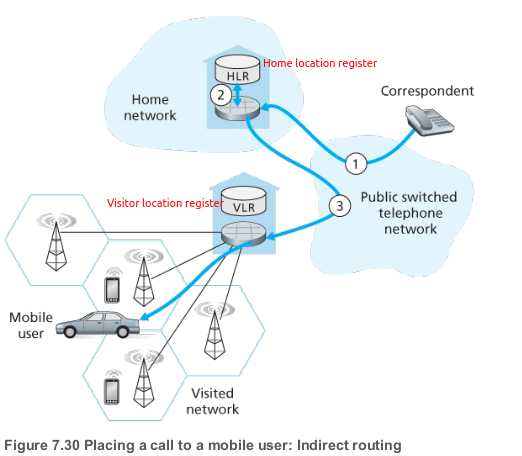 Home location register
HLR
2
Home
network
Correspondent
1
Public switched
telephone
network
3
Visitor location register
VLR
Mobile
user
Visited
network
Figure 7.30 Placing a call to a mobile user: Indirect routing